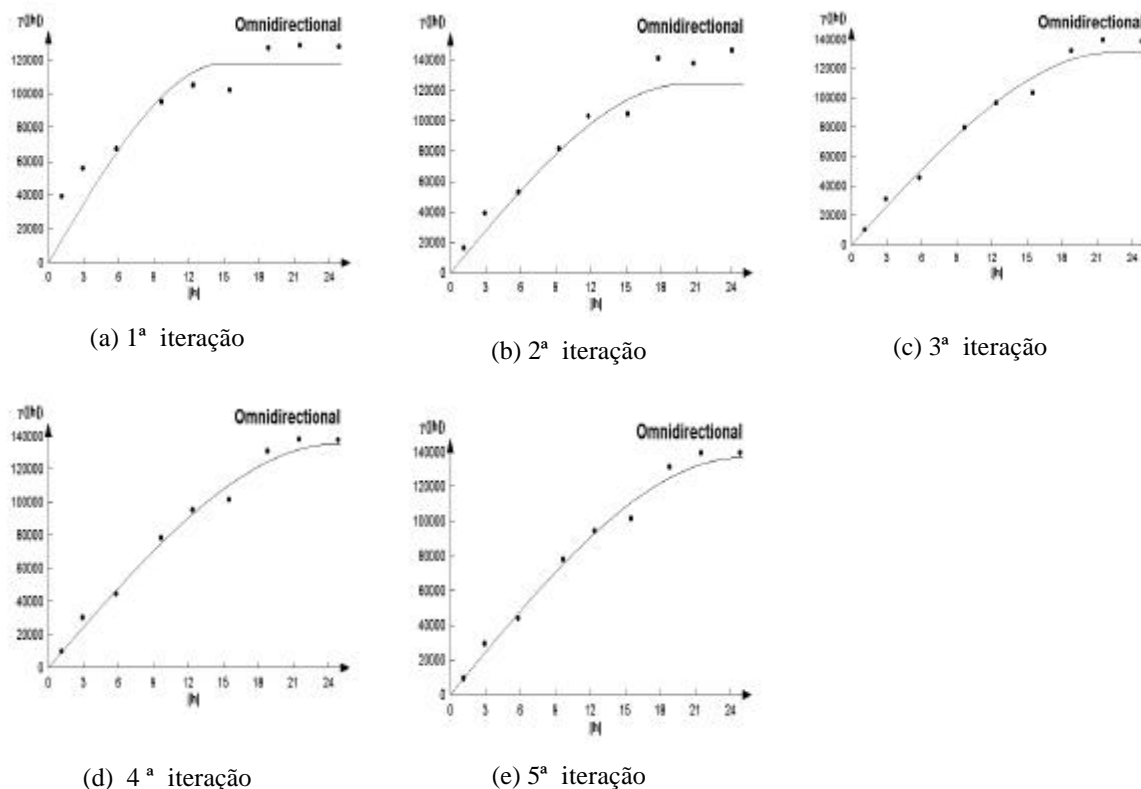 γ(|h|)
Omnidirectional
120000
100000
80000
60000
40000
20000
0
0 3 6 9 12 15 18 21 24
|h|
(a) 1ª iteração
γ(|h|)
Omnidirectional
140000
120000
100000
80000
60000
40000
20000
0
0 3 6 9 12 15 18 21 24
|h|
(b) 2ª iteração
γ(|h|)
Omnidirectional
140000
120000
100000
80000
60000
40000
20000
0
0 3 6 9 12 15 18 21 24
|h|
(c) 3ª iteração
γ(|h|)
Omnidirectional
140000
120000
100000
80000
60000
40000
20000
0
0 3 6 9 12 15 18 21 24
|h|
(d) 4 ª iteração
γ(|h|)
Omnidirectional
140000
120000
100000
80000
60000
40000
20000
0
0 3 6 9 12 15 18 21 24
|h|
(e) 5ª iteração